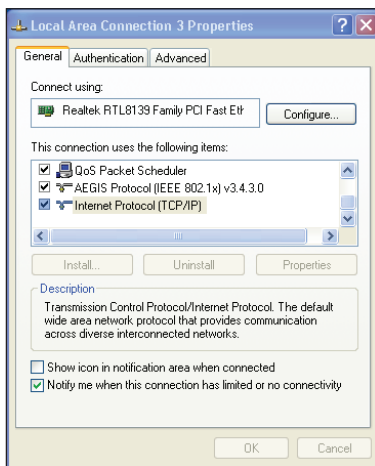 Local Area Connection 3 Properties
General Authentication Advanced
Connect using:
Realtek RTL8139 Family PCI Fast Eth
Configure...
This connection uses the following items:
QoS Packet Scheduler
AEGIS Protocol (IEEE 802.1x) v3.4.3.0
Internet Protocol (TCP/IP)
Install... Uninstall Properties
Description
Transmission Control Protocol/Internet Protocol. The default
wide area network protocol that provides communication
across diverse interconnected networks.
Show icon in notification area when connected
Notify me when this connection has limited or no connectivity
OK Cancel